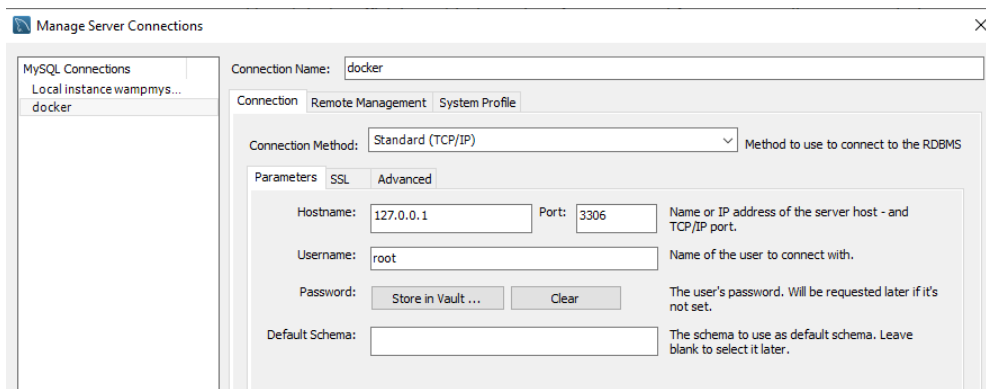 Manage Server Connections
MySQL Connections
Local instance wampmys...
docker
Connection Name: docker
Connection Remote Management System Profile
Connection Method: Standard (TCP/IP) Method to use to connect to the RDBMS
Parameters SSL Advanced
Hostname: 127.0.0.1 Port: 3306 Name or IP address of the server host - and
TCP/IP port.
Username: root Name of the user to connect with.
Password: Store in Vault ... Clear The user's password. Will be requested later if it's
not set.
Default Schema: The schema to use as default schema. Leave
blank to select it later.